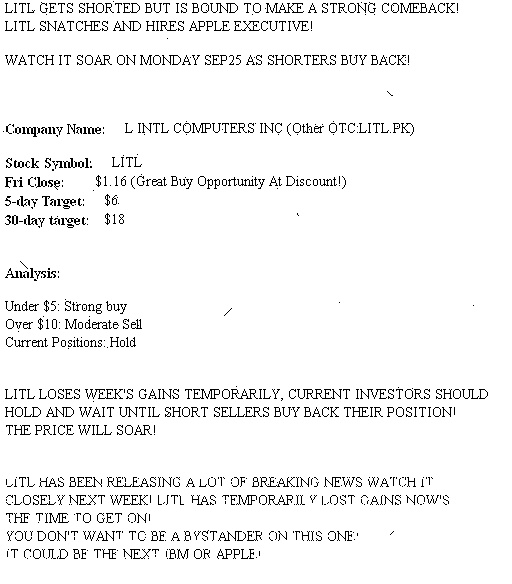 LITL GETS SHORTED BUT IS BOUND TO MAKE A STRONG COMEBACK!
LITL SNATCHES AND HIRES APPLE EXECUTIVE!
WATCH IT SOAR ON MONDAY SEP25 AS SHORTERS BUY BACK!
Company Name: L INTL COMPUTERS INC (Other OTC:LITL.PK)
Stock Symbol: LITL
Fri Close: $1.16 (Great Buy Opportunity At Discount!)
5-day Target: $6
30-day target: $18
Analysis:
Under $5: Strong buy
Over $10: Moderate Sell
Current Positions: Hold
LITL LOSES WEEK'S GAINS TEMPORARILY, CURRENT INVESTORS SHOULD
HOLD AND WAIT UNTIL SHORT SELLERS BUY BACK THEIR POSITION!
THE PRICE WILL SOAR!
LITL HAS BEEN RELEASING A LOT OF BREAKING NEWS WATCH IT
CLOSELY NEXT WEEK! LITL HAS TEMPORARILY LOST GAINS NOW'S
THE TIME TO GET ON!
YOU DON'T WANT TO BE A BYSTANDER ON THIS ONE!
IT COULD BE THE NEXT IBM OR APPLE!